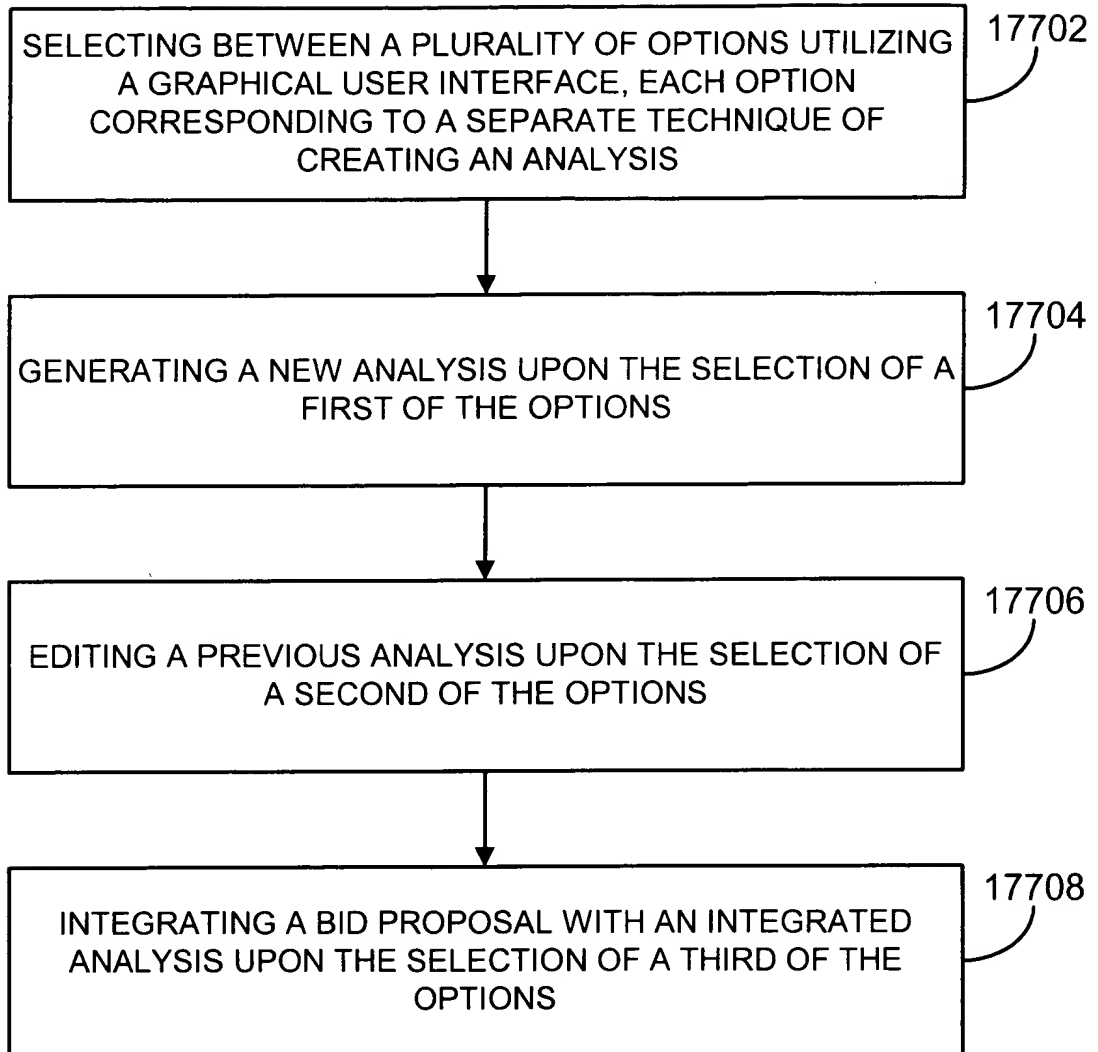 SELECTING BETWEEN A PLURALITY OF OPTIONS UTILIZING
A GRAPHICAL USER INTERFACE, EACH OPTION
CORRESPONDING TO A SEPARATE TECHNIQUE OF
CREATING AN ANALYSIS
17702
GENERATING A NEW ANALYSIS UPON THE SELECTION OF A
FIRST OF THE OPTIONS
17704
EDITING A PREVIOUS ANALYSIS UPON THE SELECTION OF
A SECOND OF THE OPTIONS
17706
INTEGRATING A BID PROPOSAL WITH AN INTEGRATED
ANALYSIS UPON THE SELECTION OF A THIRD OF THE
OPTIONS
17708